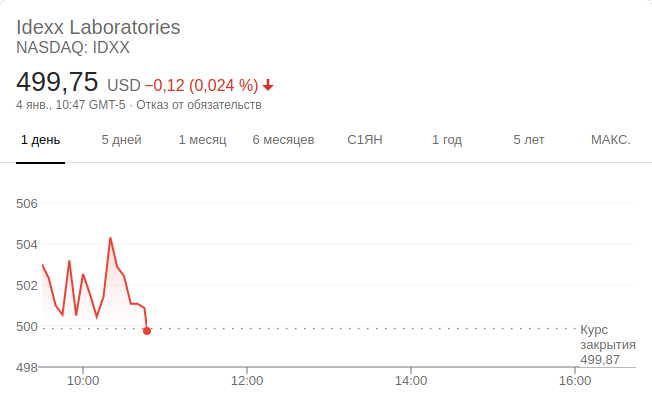 Idexx Laboratories
NASDAQ: IDXX
499,75 USD −0,12 (0,024 %)
4 янв., 10:47 GMT-5 · Отказ от обязательств
1 день 5 дней 1 месяц 6 месяцев С1ЯН 1 год 5 лет МАКС.
506
504
502
500
498
Курс
закрытия
499,87
10:00 12:00 14:00 16:00